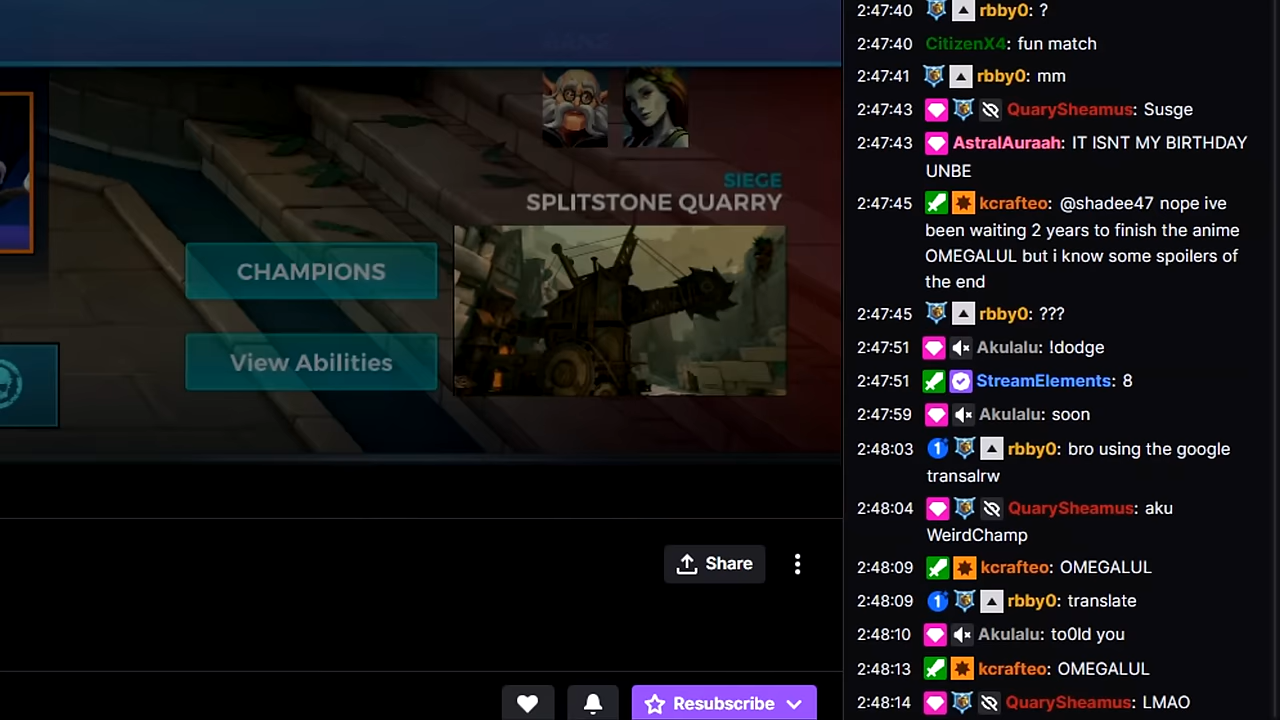 SIEGE
SPLITSTONE QUARRY
CHAMPIONS
View Abilities
Share
Resubscribe
2:47:40 rbby0: ?
2:47:40 CitizenX4: fun match
2:47:41 rbby0: mm
2:47:43 QuarySheamus: Susge
2:47:43 AstralAuraah: IT ISNT MY BIRTHDAY
UNBE
2:47:45 kcrafteo: @shadee47 nope ive
been waiting 2 years to finish the anime
OMEGALUL but i know some spoilers of
the end
2:47:45 rbby0: ???
2:47:51 Akulalu: !dodge
2:47:51 StreamElements: 8
2:47:59 Akulalu: soon
2:48:03 1 rbby0: bro using the google
transalrw
2:48:04 QuarySheamus: aku
WeirdChamp
2:48:09 kcrafteo: OMEGALUL
2:48:09 1 rbby0: translate
2:48:10 Akulalu: to0ld you
2:48:13 kcrafteo: OMEGALUL
2:48:14 QuarySheamus: LMAO